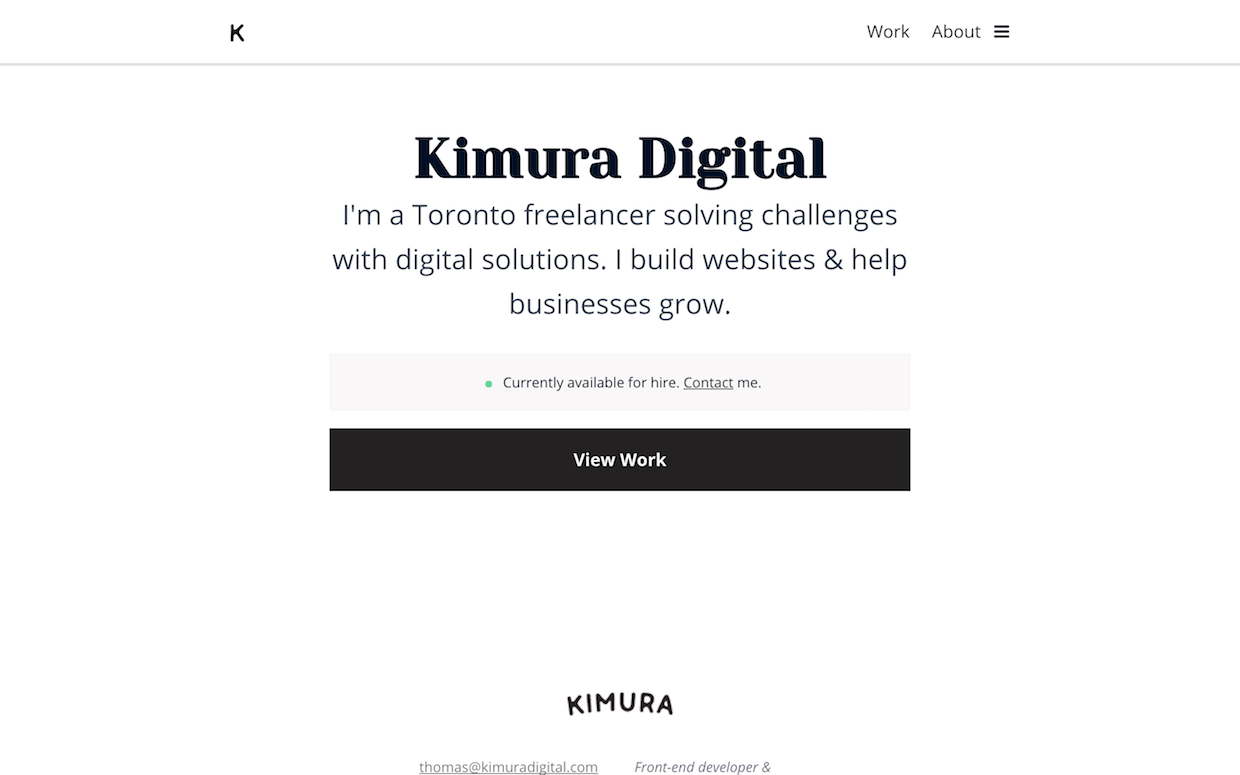 K
Work About
Kimura Digital
I'm a Toronto freelancer solving challenges
with digital solutions. I build websites & help
businesses grow.
Currently available for hire. Contact me.
View Work
KIMURA
thomas@kimuradigital.com
Front-end developer &